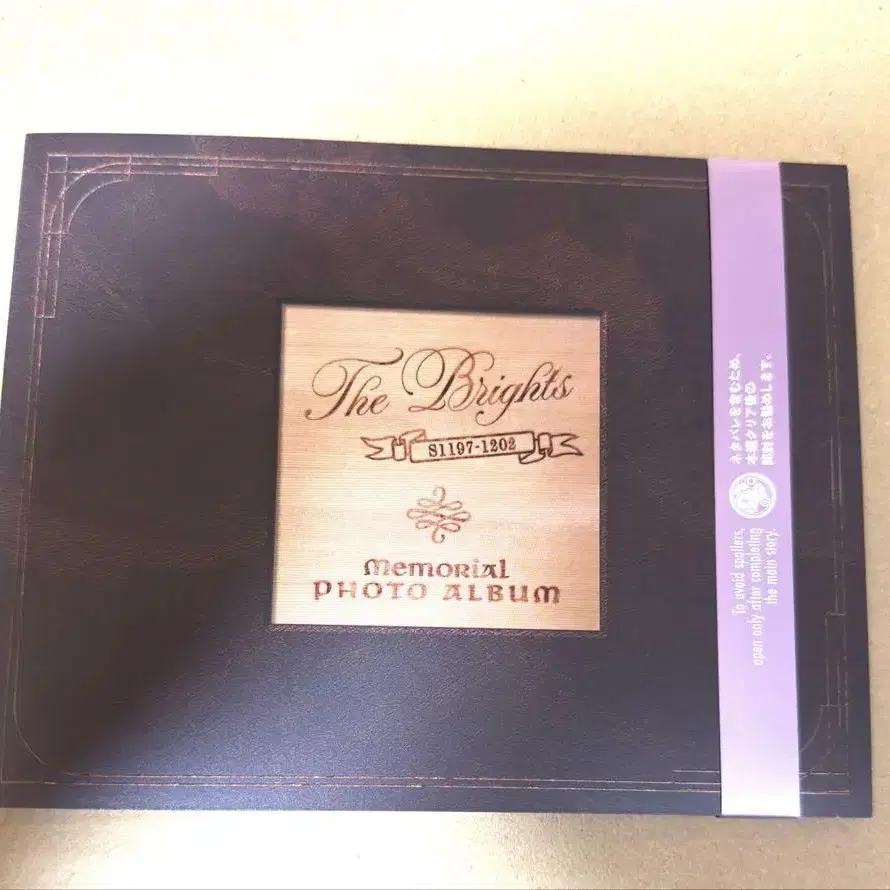 The Brights
S1197-1202
Memorial
PHOTO ALBUM
ネタバレを含むため、
本編クリア後の
開封をお勧めします。
To avoid spoilers,
open only after completing
the main story.